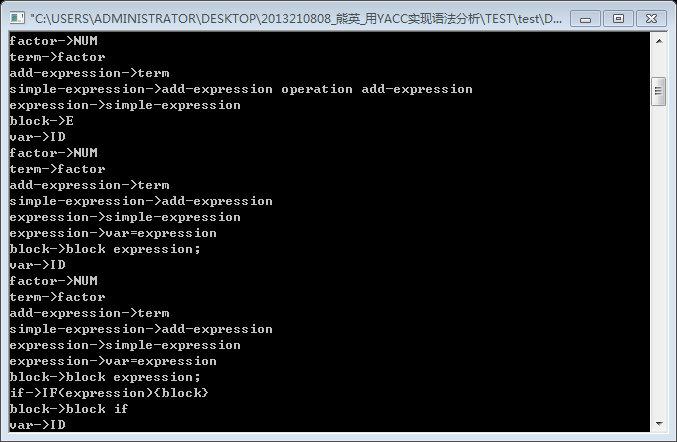 "C:\USERS\ADMINISTRATOR\DESKTOP\2013210808_熊英_用YACC实现语法分析\TEST\test\D...
factor->NUM
term->factor
add-expression->term
simple-expression->add-expression operation add-expression
expression->simple-expression
block->E
var->ID
factor->NUM
term->factor
add-expression->term
simple-expression->add-expression
expression->simple-expression
expression->var=expression
block->block expression;
var->ID
factor->NUM
term->factor
add-expression->term
simple-expression->add-expression
expression->simple-expression
expression->var=expression
block->block expression;
if->IF(expression){block}
block->block if
var->ID